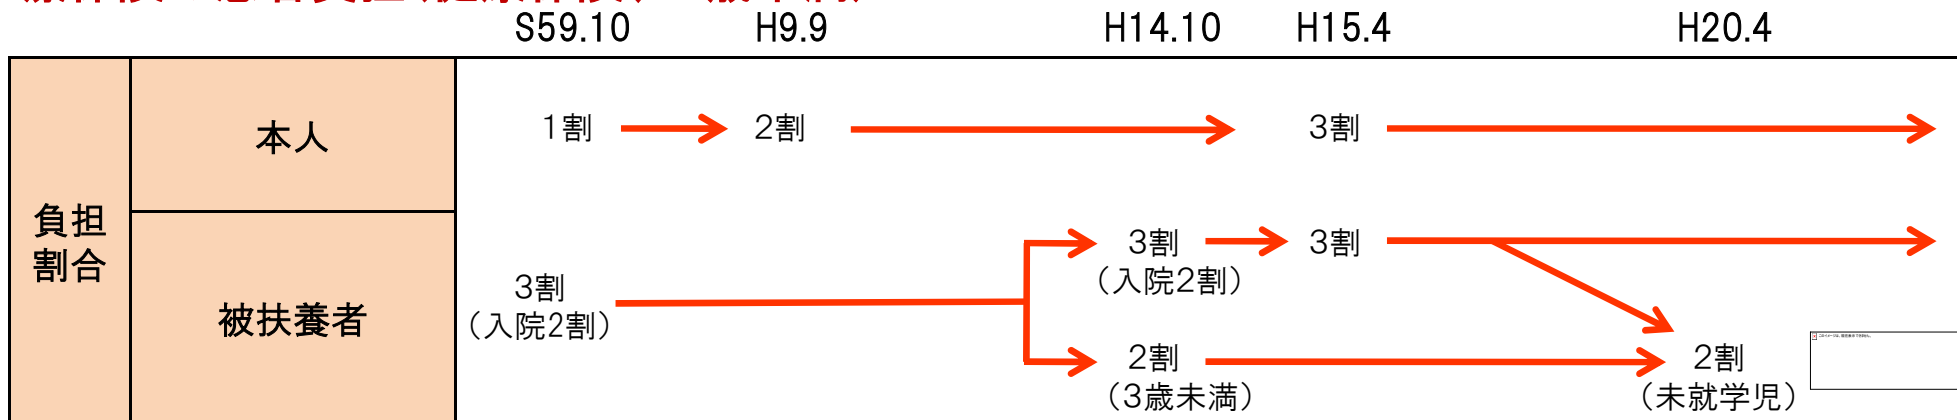 S59.10 H9.9 H14.10 H15.4 H20.4
負担
割合
本人
1割 2割 3割
被扶養者
3割
（入院2割）
3割
（入院2割）
3割
2割
（3歳未満）
2割
（未就学児）